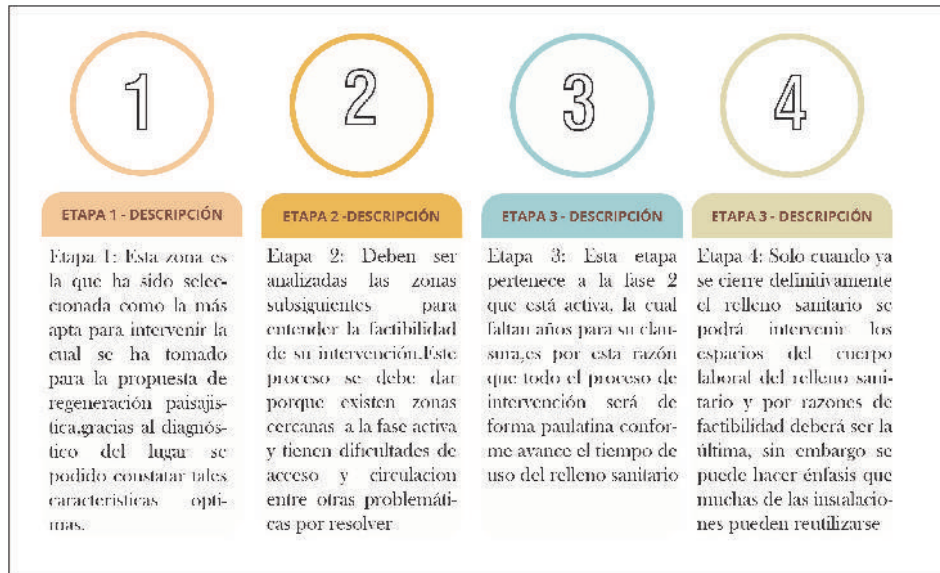 1
ETAPA 1 - DESCRIPCIÓN
Etapa 1: Esta zona es
la que ha sido selec-
cionada como la más
apta para intervenir la
cual se ha tomado
para la propuesta de
regeneración paisajis-
tica,gracias al diagnós-
tico del lugar se
podido constatar tales
caracteristicas opti-
mas.
2
ETAPA 2 -DESCRIPCIÓN
Etapa 2: Deben ser
analizadas las zonas
subsiguientes para
entender la factibilidad
de su intervención.Este
proceso se debe dar
porque existen zonas
cercanas a la fase activa
y tienen dificultades de
acceso y circulacion
entre otras problemáti-
cas por resolver
3
ETAPA 3 - DESCRIPCIÓN
Etapa 3: Esta etapa
pertenece a la fase 2
que está activa, la cual
faltan años para su clau-
sura,es por esta razón
que todo el proceso de
intervención será de
forma paulatina confor-
me avance el tiempo de
uso del relleno sanitario
4
ETAPA 3 - DESCRIPCIÓN
Etapa 4: Solo cuando ya
se cierre definitivamente
el relleno sanitario se
podrá intervenir los
espacios del cuerpo
laboral del relleno sani-
tario y por razones de
factibilidad deberá ser la
última, sin embargo se
puede hacer énfasis que
muchas de las instalacio-
nes pueden reutilizarse